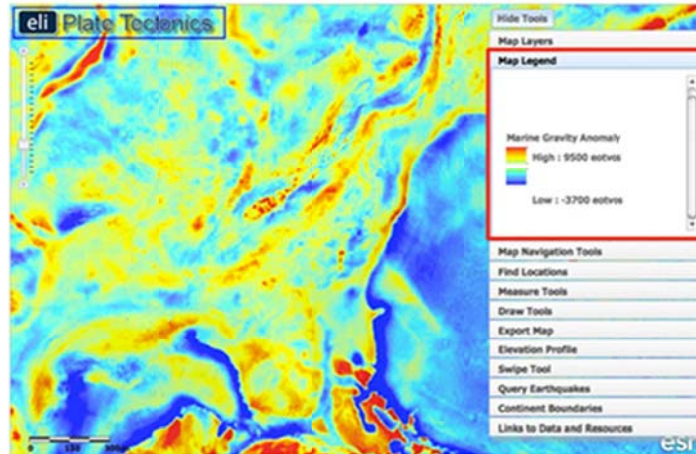 eli Plate Tectonics
Hide Tools
Map Layers
Map Legend
Marine Gravity Anomaly
High : 9500 eotvos
Low : -3700 eotvos
Map Navigation Tools
Find Locations
Measure Tools
Draw Tools
Export Map
Elevation Profile
Swipe Tool
Query Earthquakes
Continent Boundaries
Links to Data and Resources
0 150
esri